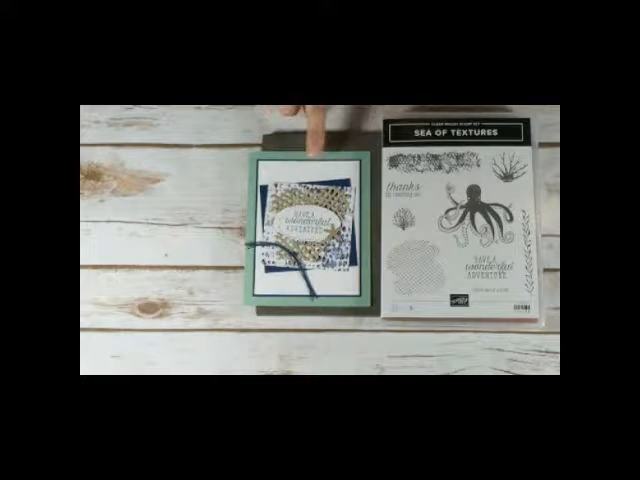 SEA OF TEXTURES
thanks
HAVE A
wonderful
ADVENTURE
HAVE A
wonderful
ADVENTURE